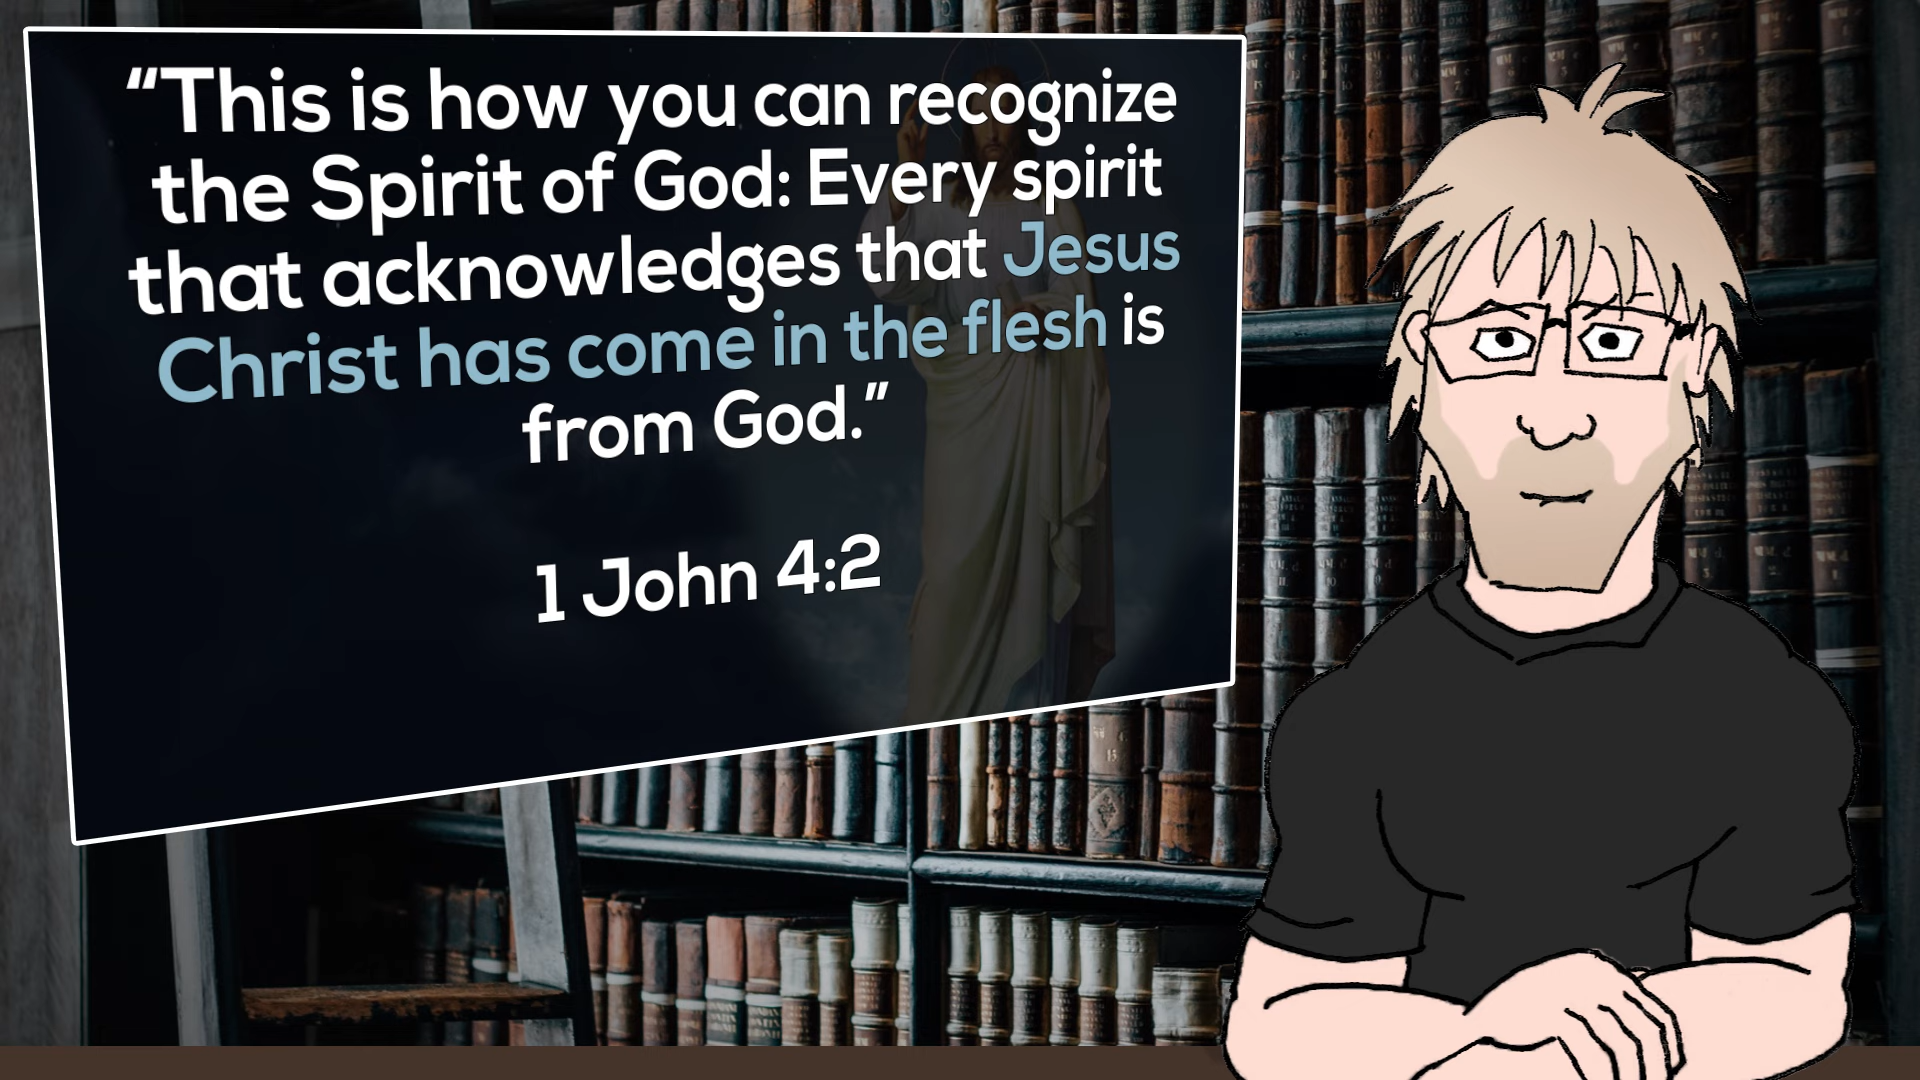 “This is how you can recognize
the Spirit of God: Every spirit
that acknowledges that Jesus
Christ has come in the flesh is
from God.”
1 John 4:2